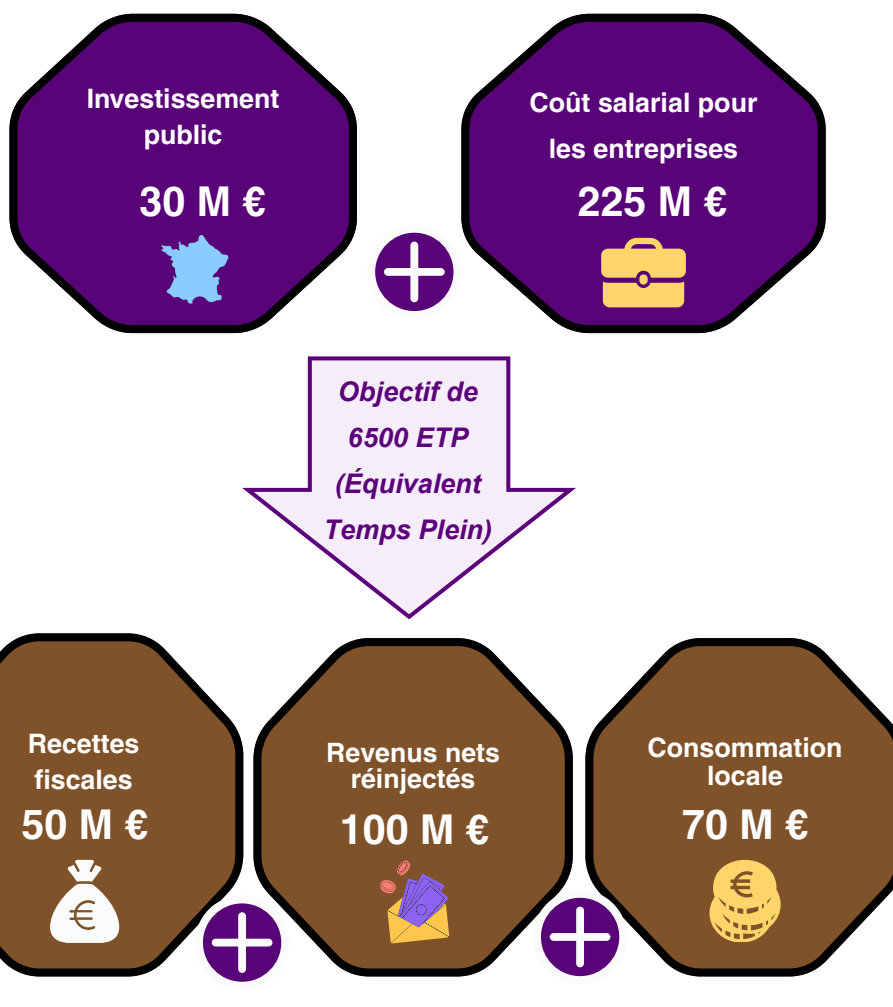 Investissement
public
30 M €
Coût salarial pour
les entreprises
225 M €
Objectif de
6500 ETP
(Équivalent
Temps Plein)
Recettes
fiscales
50 M €
€
Revenus nets
réinjectés
100 M €
Consommation
locale
70 M €
€